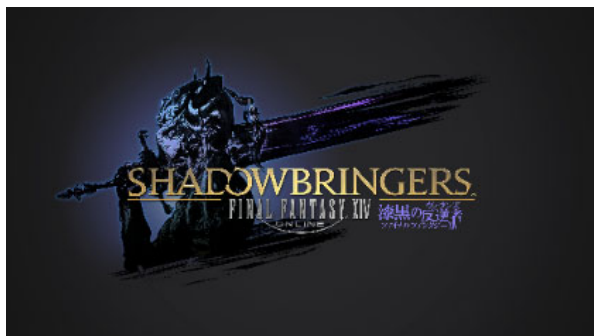 SHADOWBRINGERS
FINAL FANTASY XIV
ONLINE
漆黒の反逆者